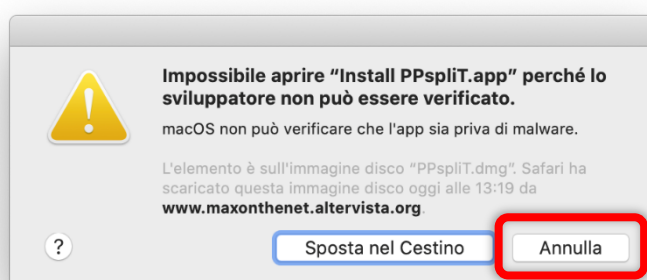 Impossibile aprire “Install PPspliT.app” perché lo
sviluppatore non può essere verificato.
macOS non può verificare che l'app sia priva di malware.
L'elemento è sull'immagine disco “PPspliT.dmg”. Safari ha
scaricato questa immagine disco oggi alle 13:19 da
www.maxonthenet.altervista.org.
? Sposta nel Cestino Annulla